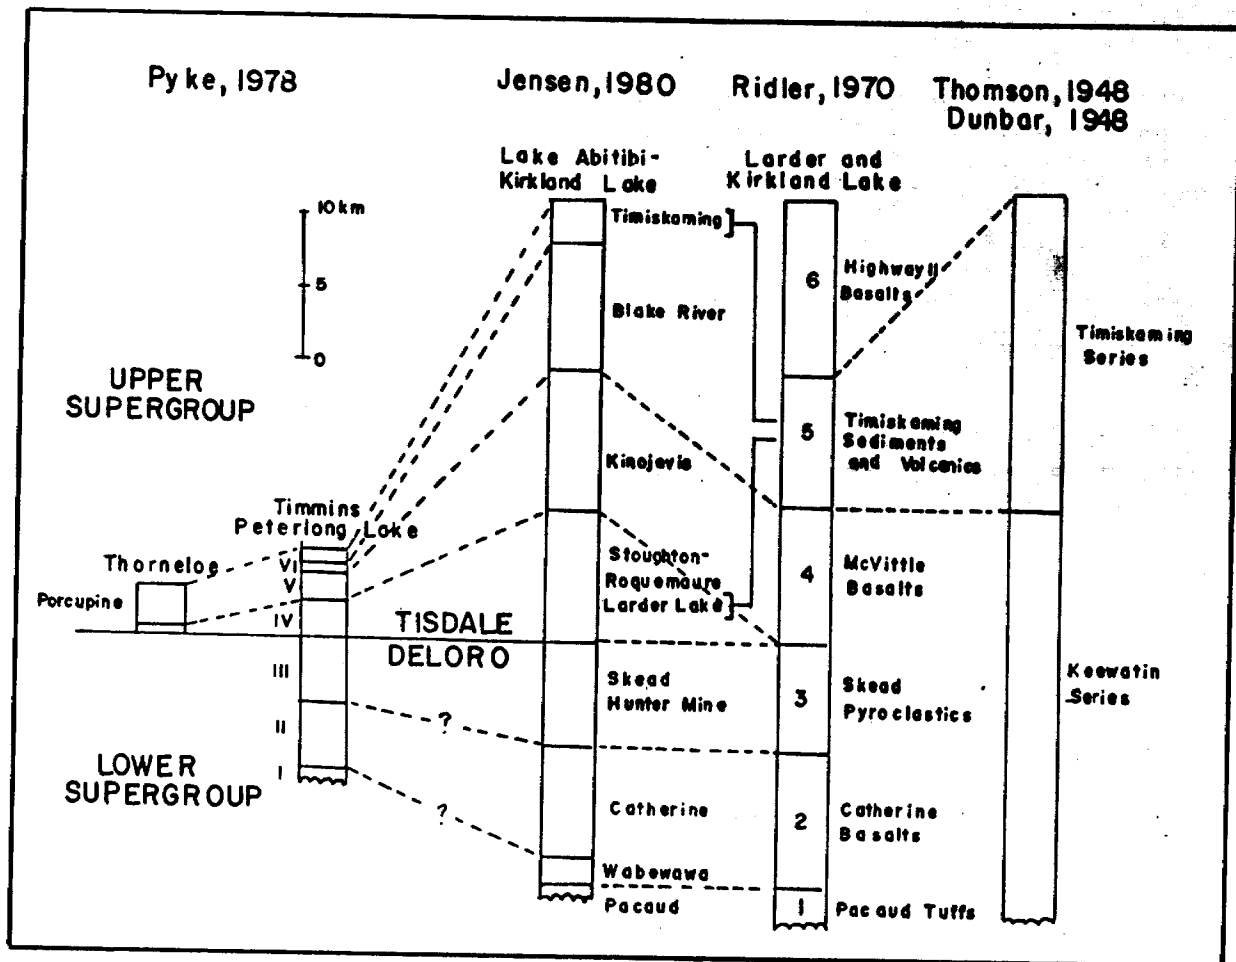 Pyke, 1978
Jensen, 1980
Ridler, 1970
Thomson, 1948
Dunbar, 1948
Lake Abitibi-
Kirkland Lake
Larder and
Kirkland Lake
10 km
5
0
UPPER
SUPERGROUP
LOWER
SUPERGROUP
Thorneloe
Porcupine
Timmins
Peterlong Lake
VI
V
IV
III
II
I
TISDALE
DELORO
?
?
Timiskaming
Blake River
Kinojevis
Stoughton-
Roquemaure
Larder Lake
Skead
Hunter Mine
Catherine
Wabewawa
Pacaud
6
Highway 11
Basalts
5
Timiskaming
Sediments
and Volcanics
4
McVittle
Basalts
3
Skead
Pyroclastics
2
Catherine
Basalts
1
Pacaud Tuffs
Timiskaming
Series
Keewatin
Series